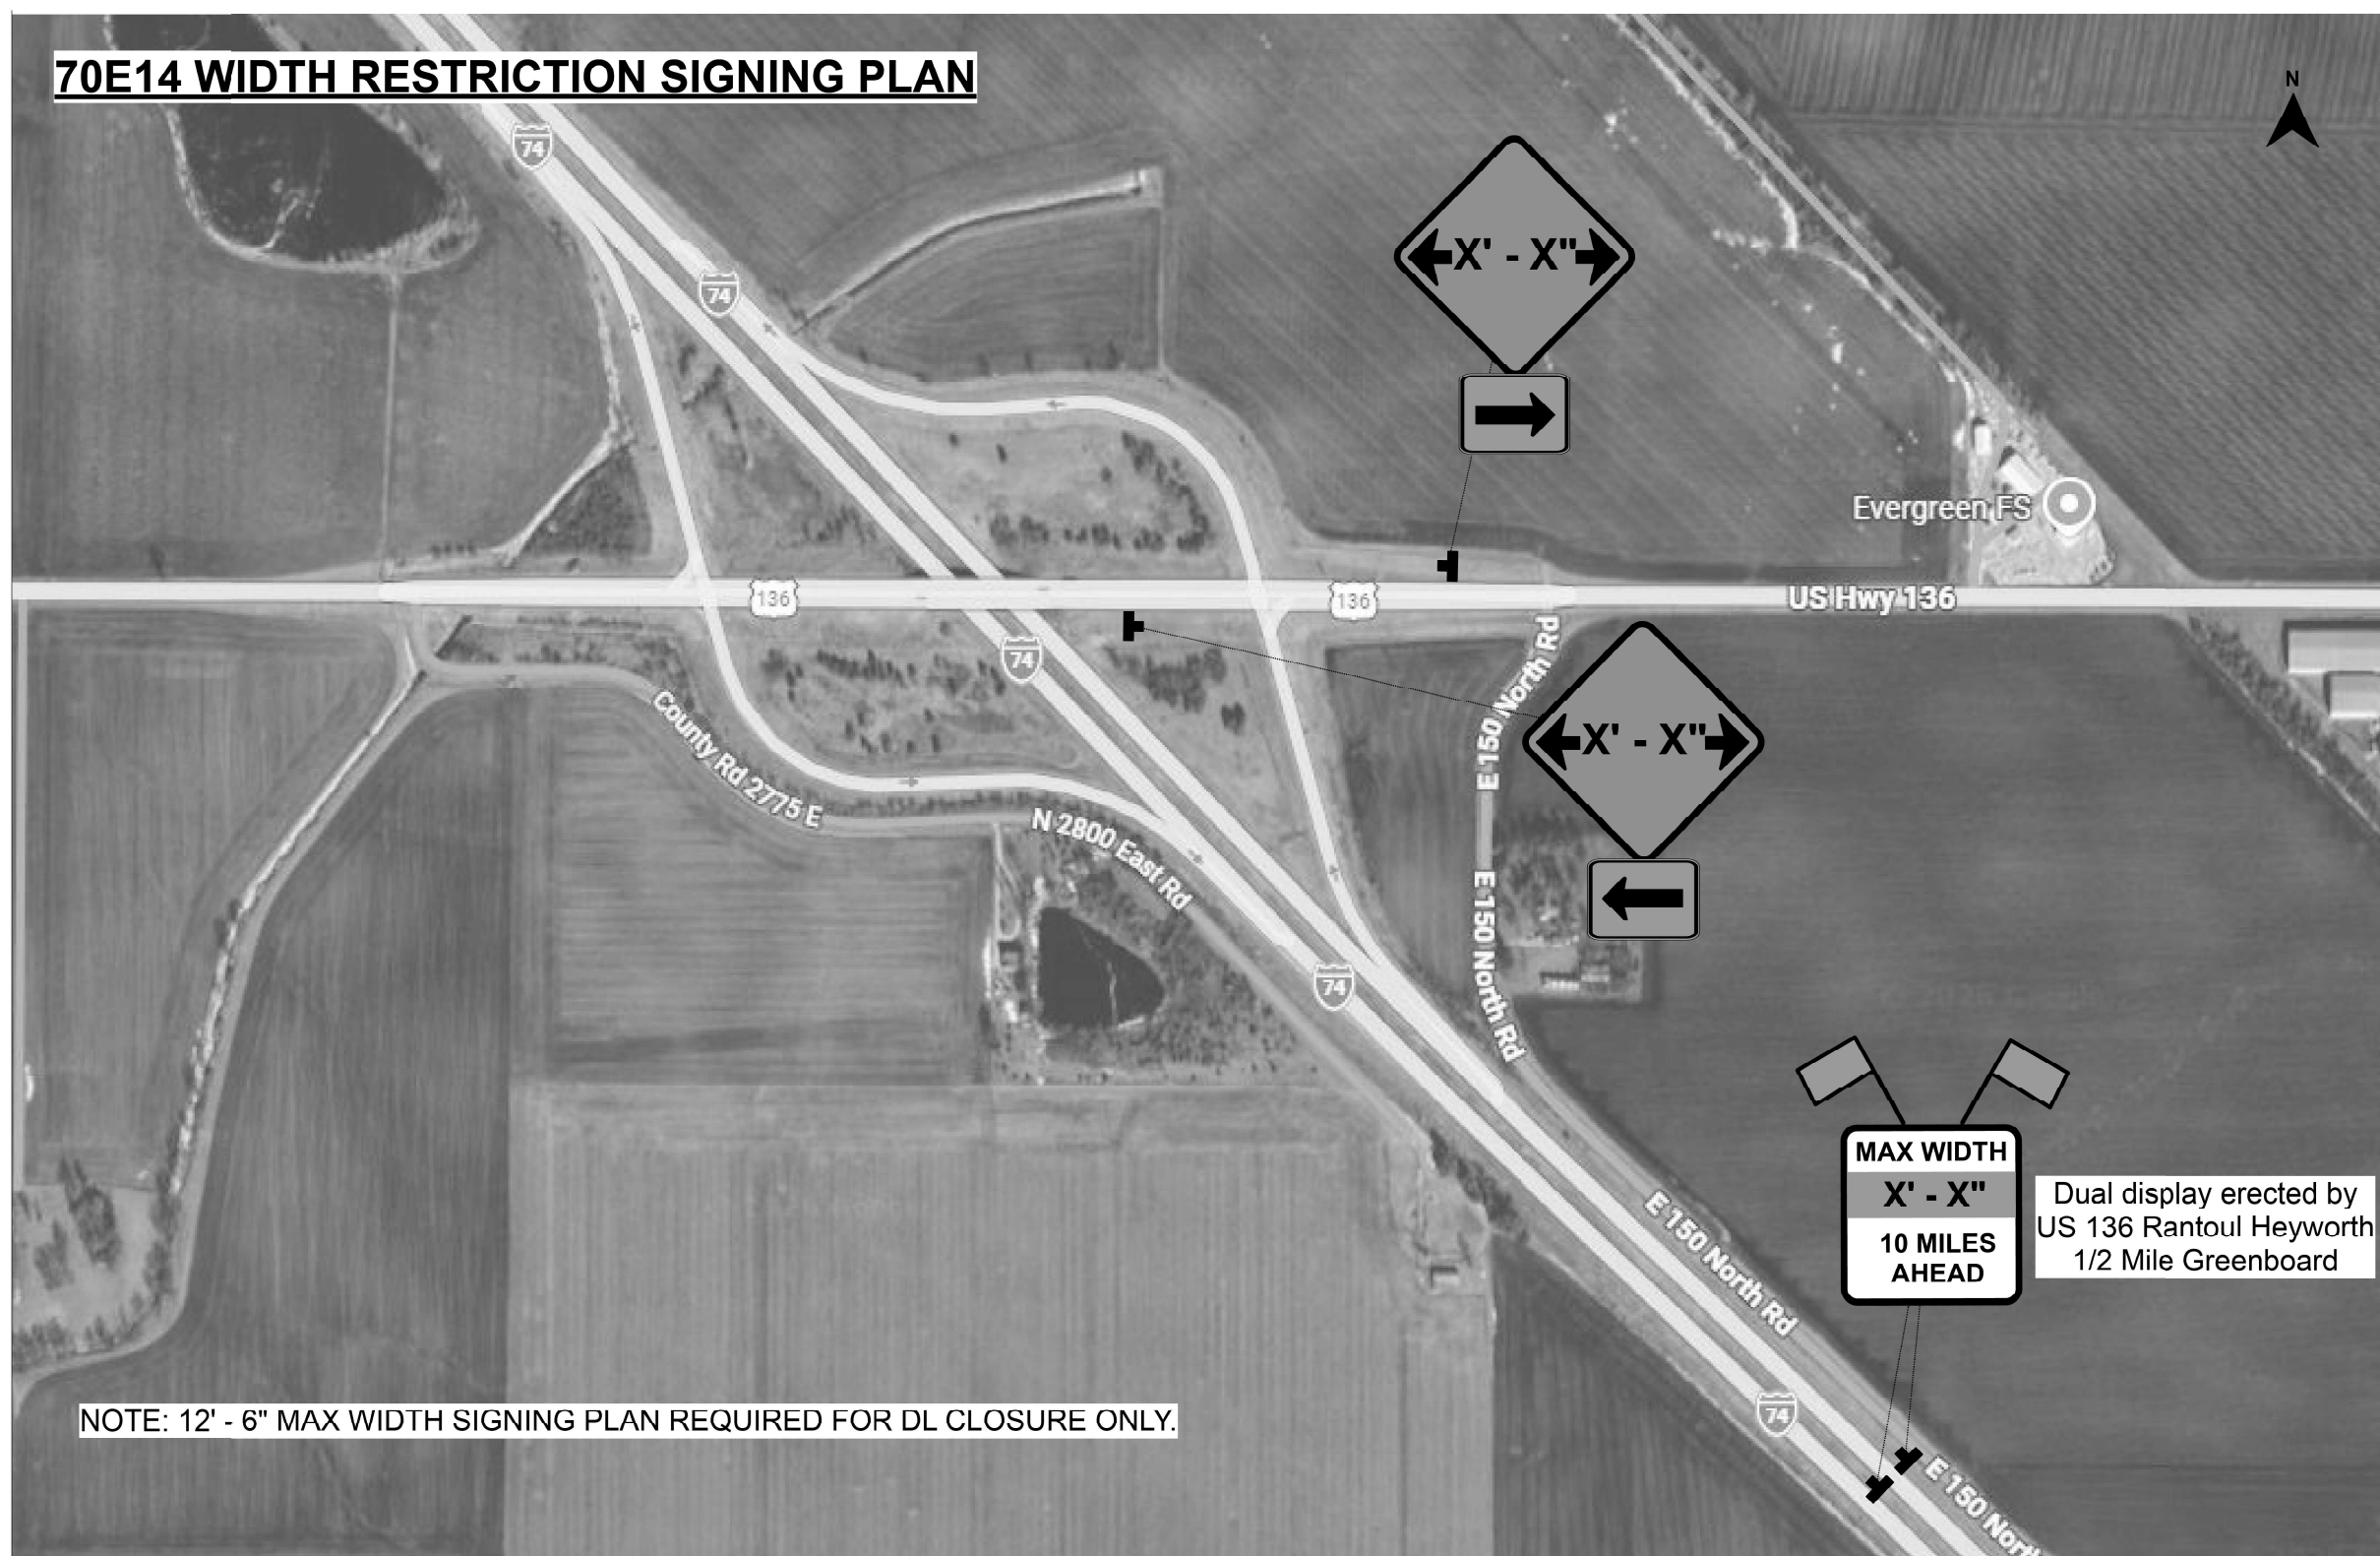 70E14 WIDTH RESTRICTION SIGNING PLAN
N
74
74
X' - X"
Evergreen FS
136
136
US Hwy 136
74
E 150 North Rd
X' - X"
County Rd 2775 E
N 2800 East Rd
E 150 North Rd
74
MAX WIDTH
X' - X"
10 MILES
AHEAD
Dual display erected by
US 136 Rantoul Heyworth
1/2 Mile Greenboard
E 150 North Rd
74
NOTE: 12' - 6" MAX WIDTH SIGNING PLAN REQUIRED FOR DL CLOSURE ONLY.
E 150 North